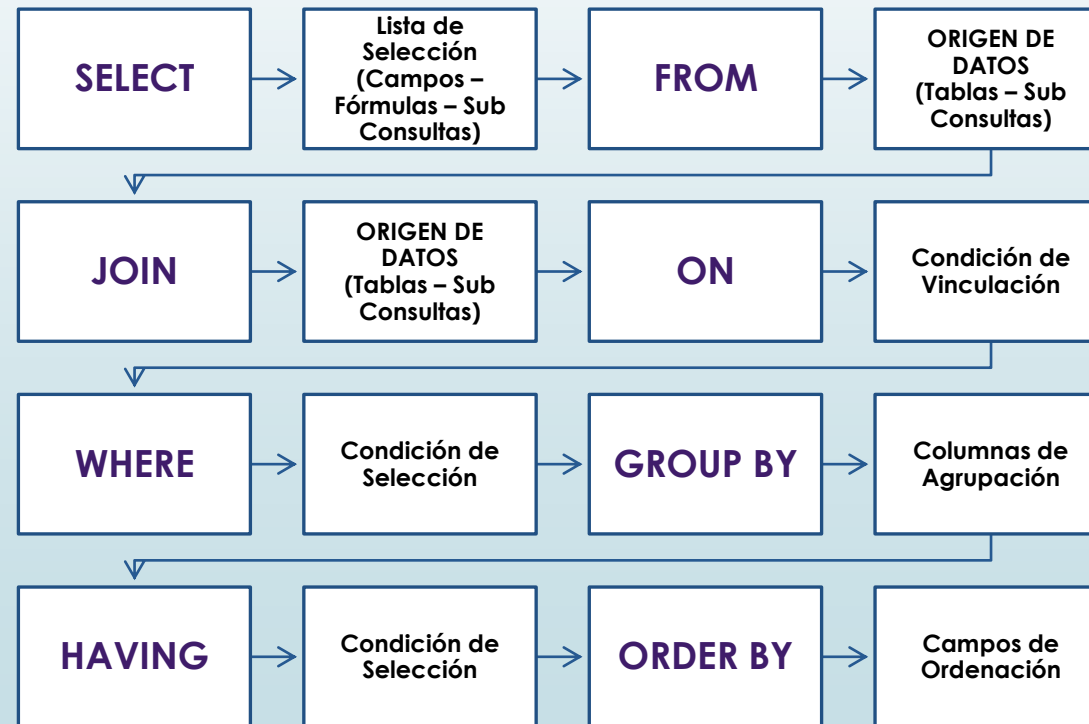 SELECT
Lista de
Selección
(Campos –
Fórmulas – Sub
Consultas)
FROM
ORIGEN DE
DATOS
(Tablas – Sub
Consultas)
JOIN
ORIGEN DE
DATOS
(Tablas – Sub
Consultas)
ON
Condición de
Vinculación
WHERE
Condición de
Selección
GROUP BY
Columnas de
Agrupación
HAVING
Condición de
Selección
ORDER BY
Campos de
Ordenación